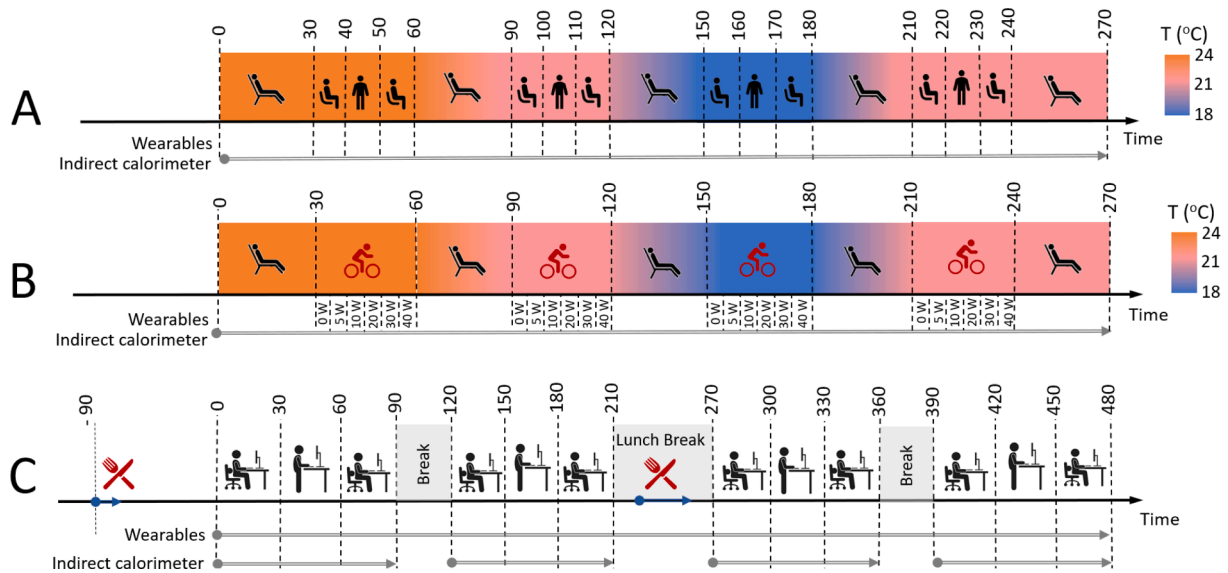 0 30 40 50 60 90 100 110 120 150 160 170 180 210 220 230 240 270
T (°C)
24
21
18
A
Time
Wearables
Indirect calorimeter
0 30 60 90 120 150 180 210 240 270
T (°C)
24
21
18
B
Time
0 W 5 W 10 W 20 W 30 W 40 W 0 W 5 W 10 W 20 W 30 W 40 W 0 W 5 W 10 W 20 W 30 W 40 W 0 W 5 W 10 W 20 W 30 W 40 W
Wearables
Indirect calorimeter
-90 0 30 60 90 120 150 180 210 270 300 330 360 390 420 450 480
C
Break
Lunch Break
Break
Time
Wearables
Indirect calorimeter